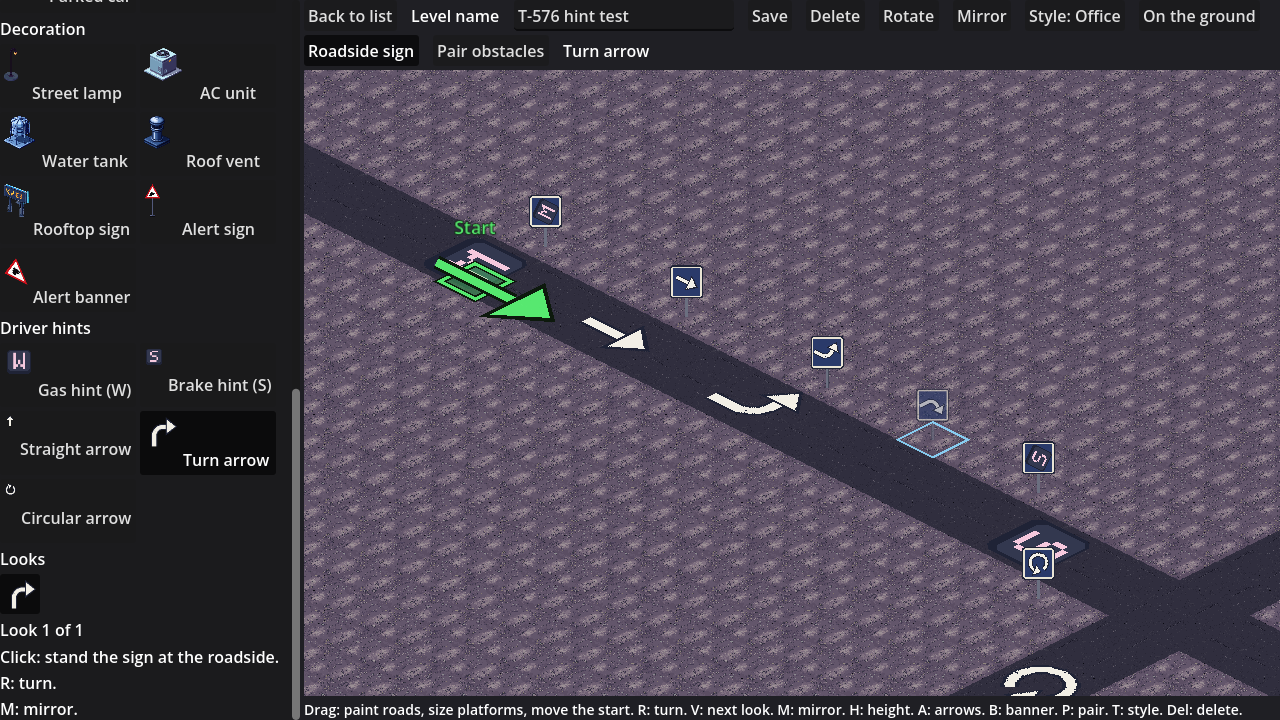 Parked car
Back to list Level name T-576 hint test Save Delete Rotate Mirror Style: Office On the ground
Roadside sign Pair obstacles Turn arrow
Decoration
Street lamp AC unit
Water tank Roof vent
Rooftop sign Alert sign
Alert banner
Driver hints
W Gas hint (W) S Brake hint (S)
Straight arrow Turn arrow
Circular arrow
Looks
Look 1 of 1
Click: stand the sign at the roadside.
R: turn.
M: mirror.
Start
S
Drag: paint roads, size platforms, move the start. R: turn. V: next look. M: mirror. H: height. A: arrows. B: banner. P: pair. T: style. Del: delete.